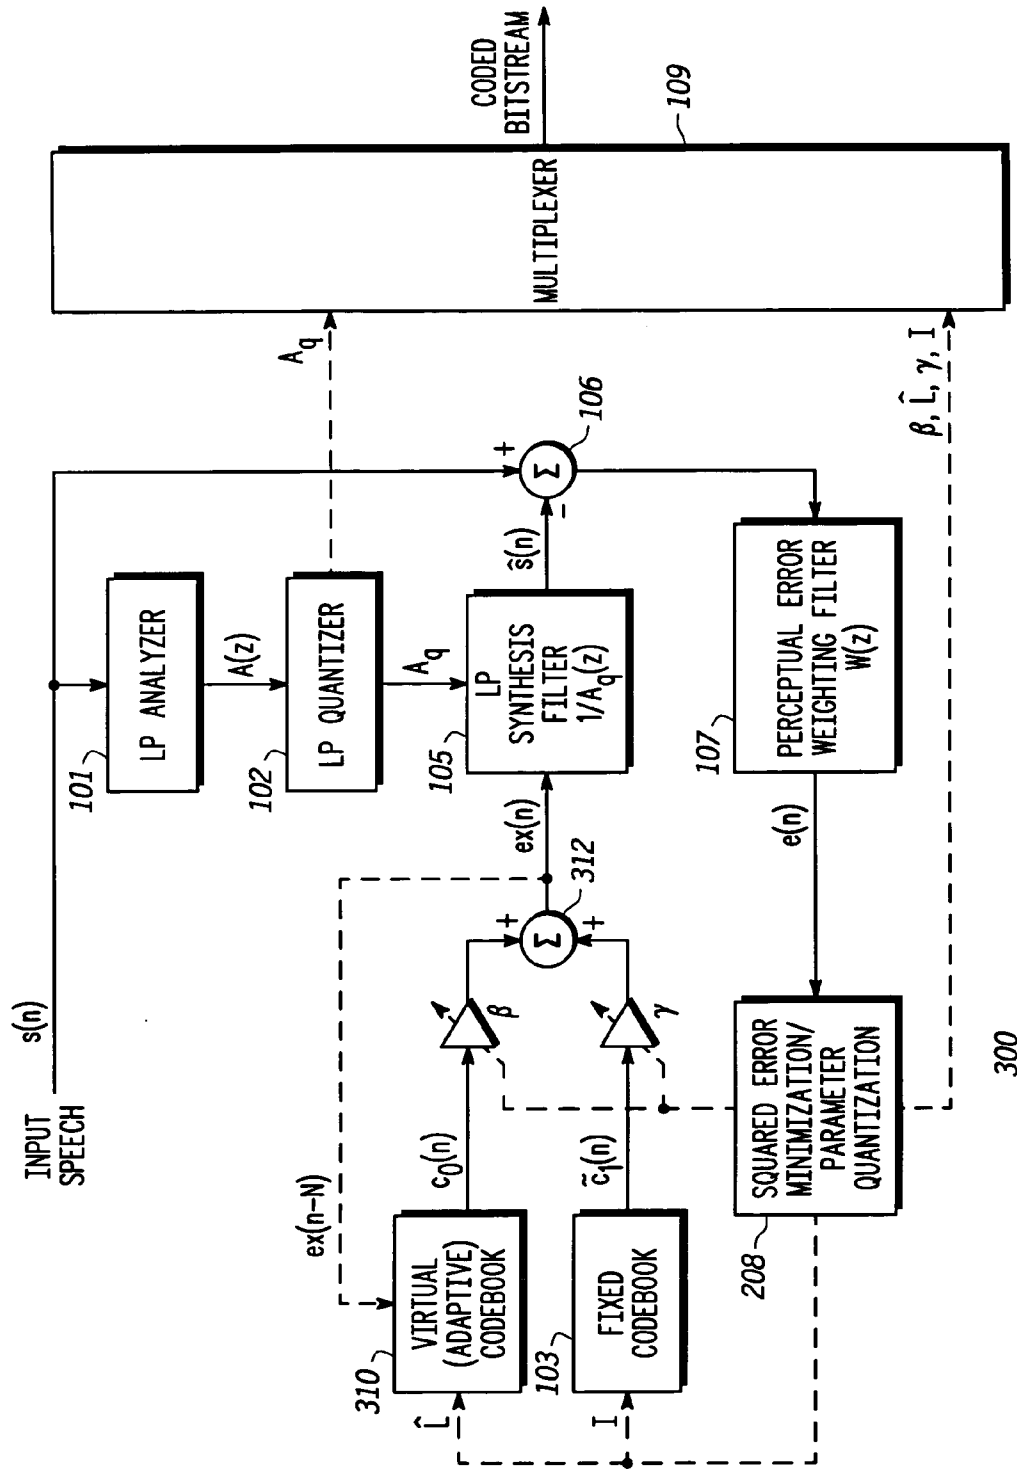 INPUT
SPEECH
s(n)
101
LP ANALYZER
A(z)
102
LP QUANTIZER
A_q
A_q
ex(n-N)
310
VIRTUAL
(ADAPTIVE)
CODEBOOK
L̂
c₀(n)
β
+
Σ
312
+
ex(n)
105
LP
SYNTHESIS
FILTER
1/A_q(z)
ŝ(n)
+
-
Σ
106
103
FIXED
CODEBOOK
I
c̃₁(n)
γ
208
SQUARED ERROR
MINIMIZATION/
PARAMETER
QUANTIZATION
e(n)
107
PERCEPTUAL ERROR
WEIGHTING FILTER
W(z)
β, L̂, γ, I
MULTIPLEXER
109
CODED
BITSTREAM
300